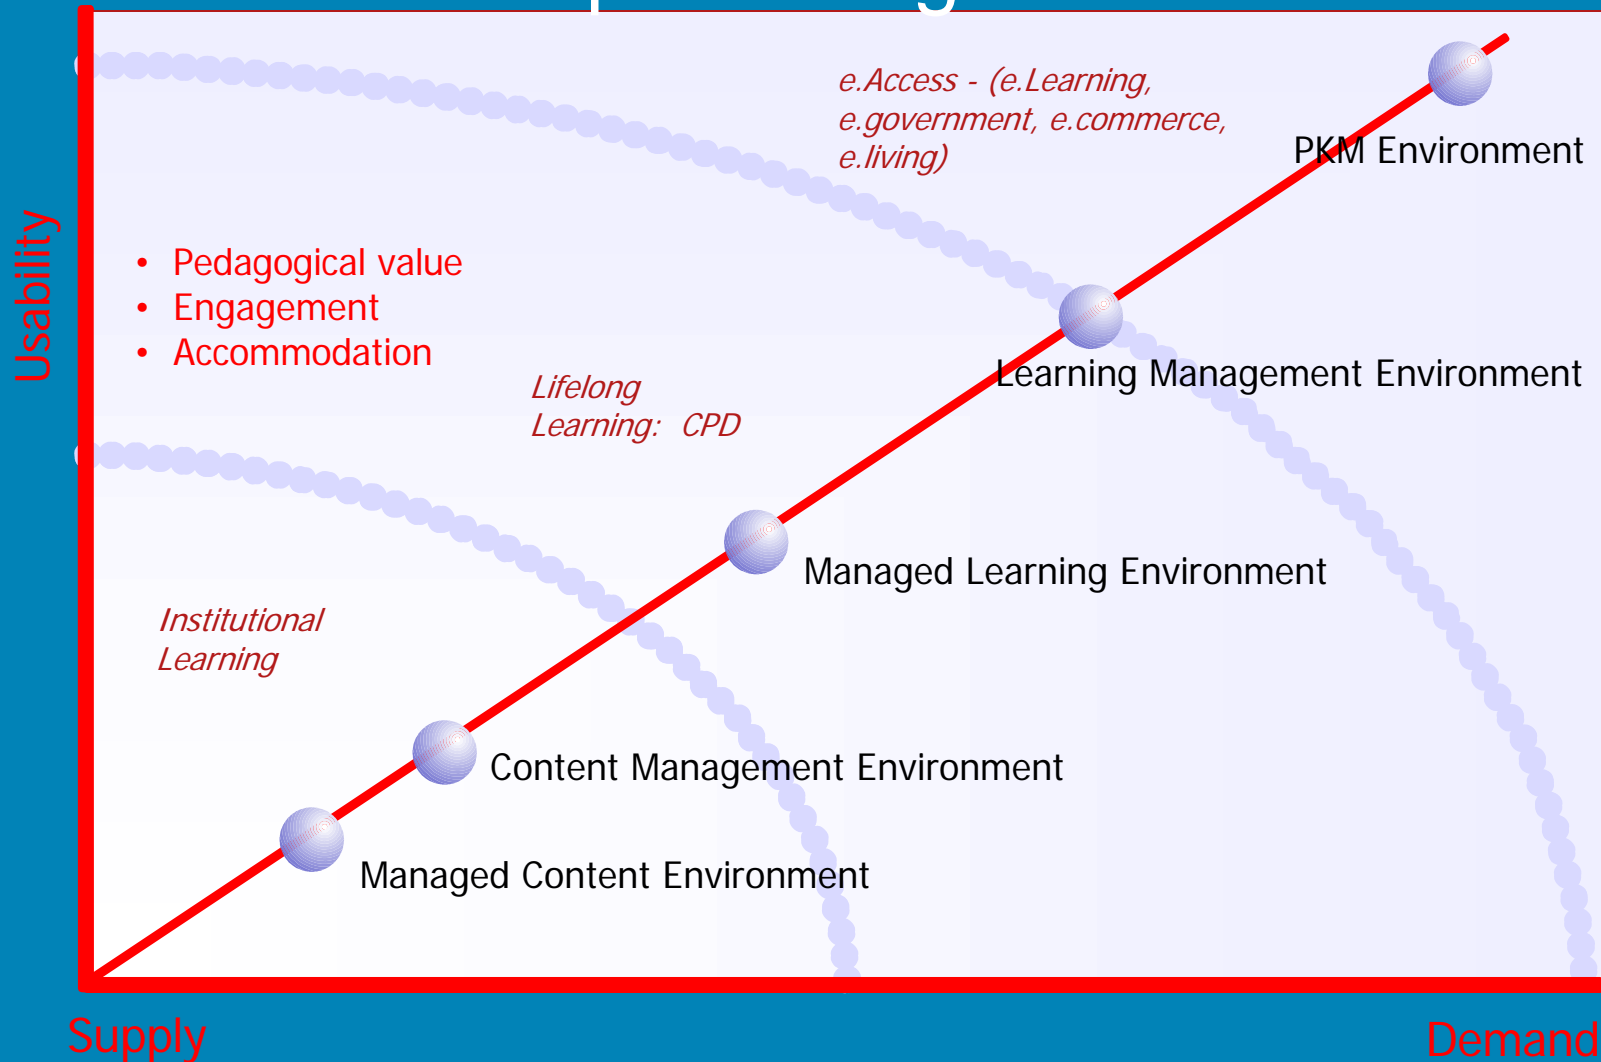 e.Access - (e.Learning,
e.government, e.commerce,
e.living)
PKM Environment
Usability
• Pedagogical value
• Engagement
• Accommodation
Learning Management Environment
Lifelong
Learning: CPD
Managed Learning Environment
Institutional
Learning
Content Management Environment
Managed Content Environment
Supply
Demand